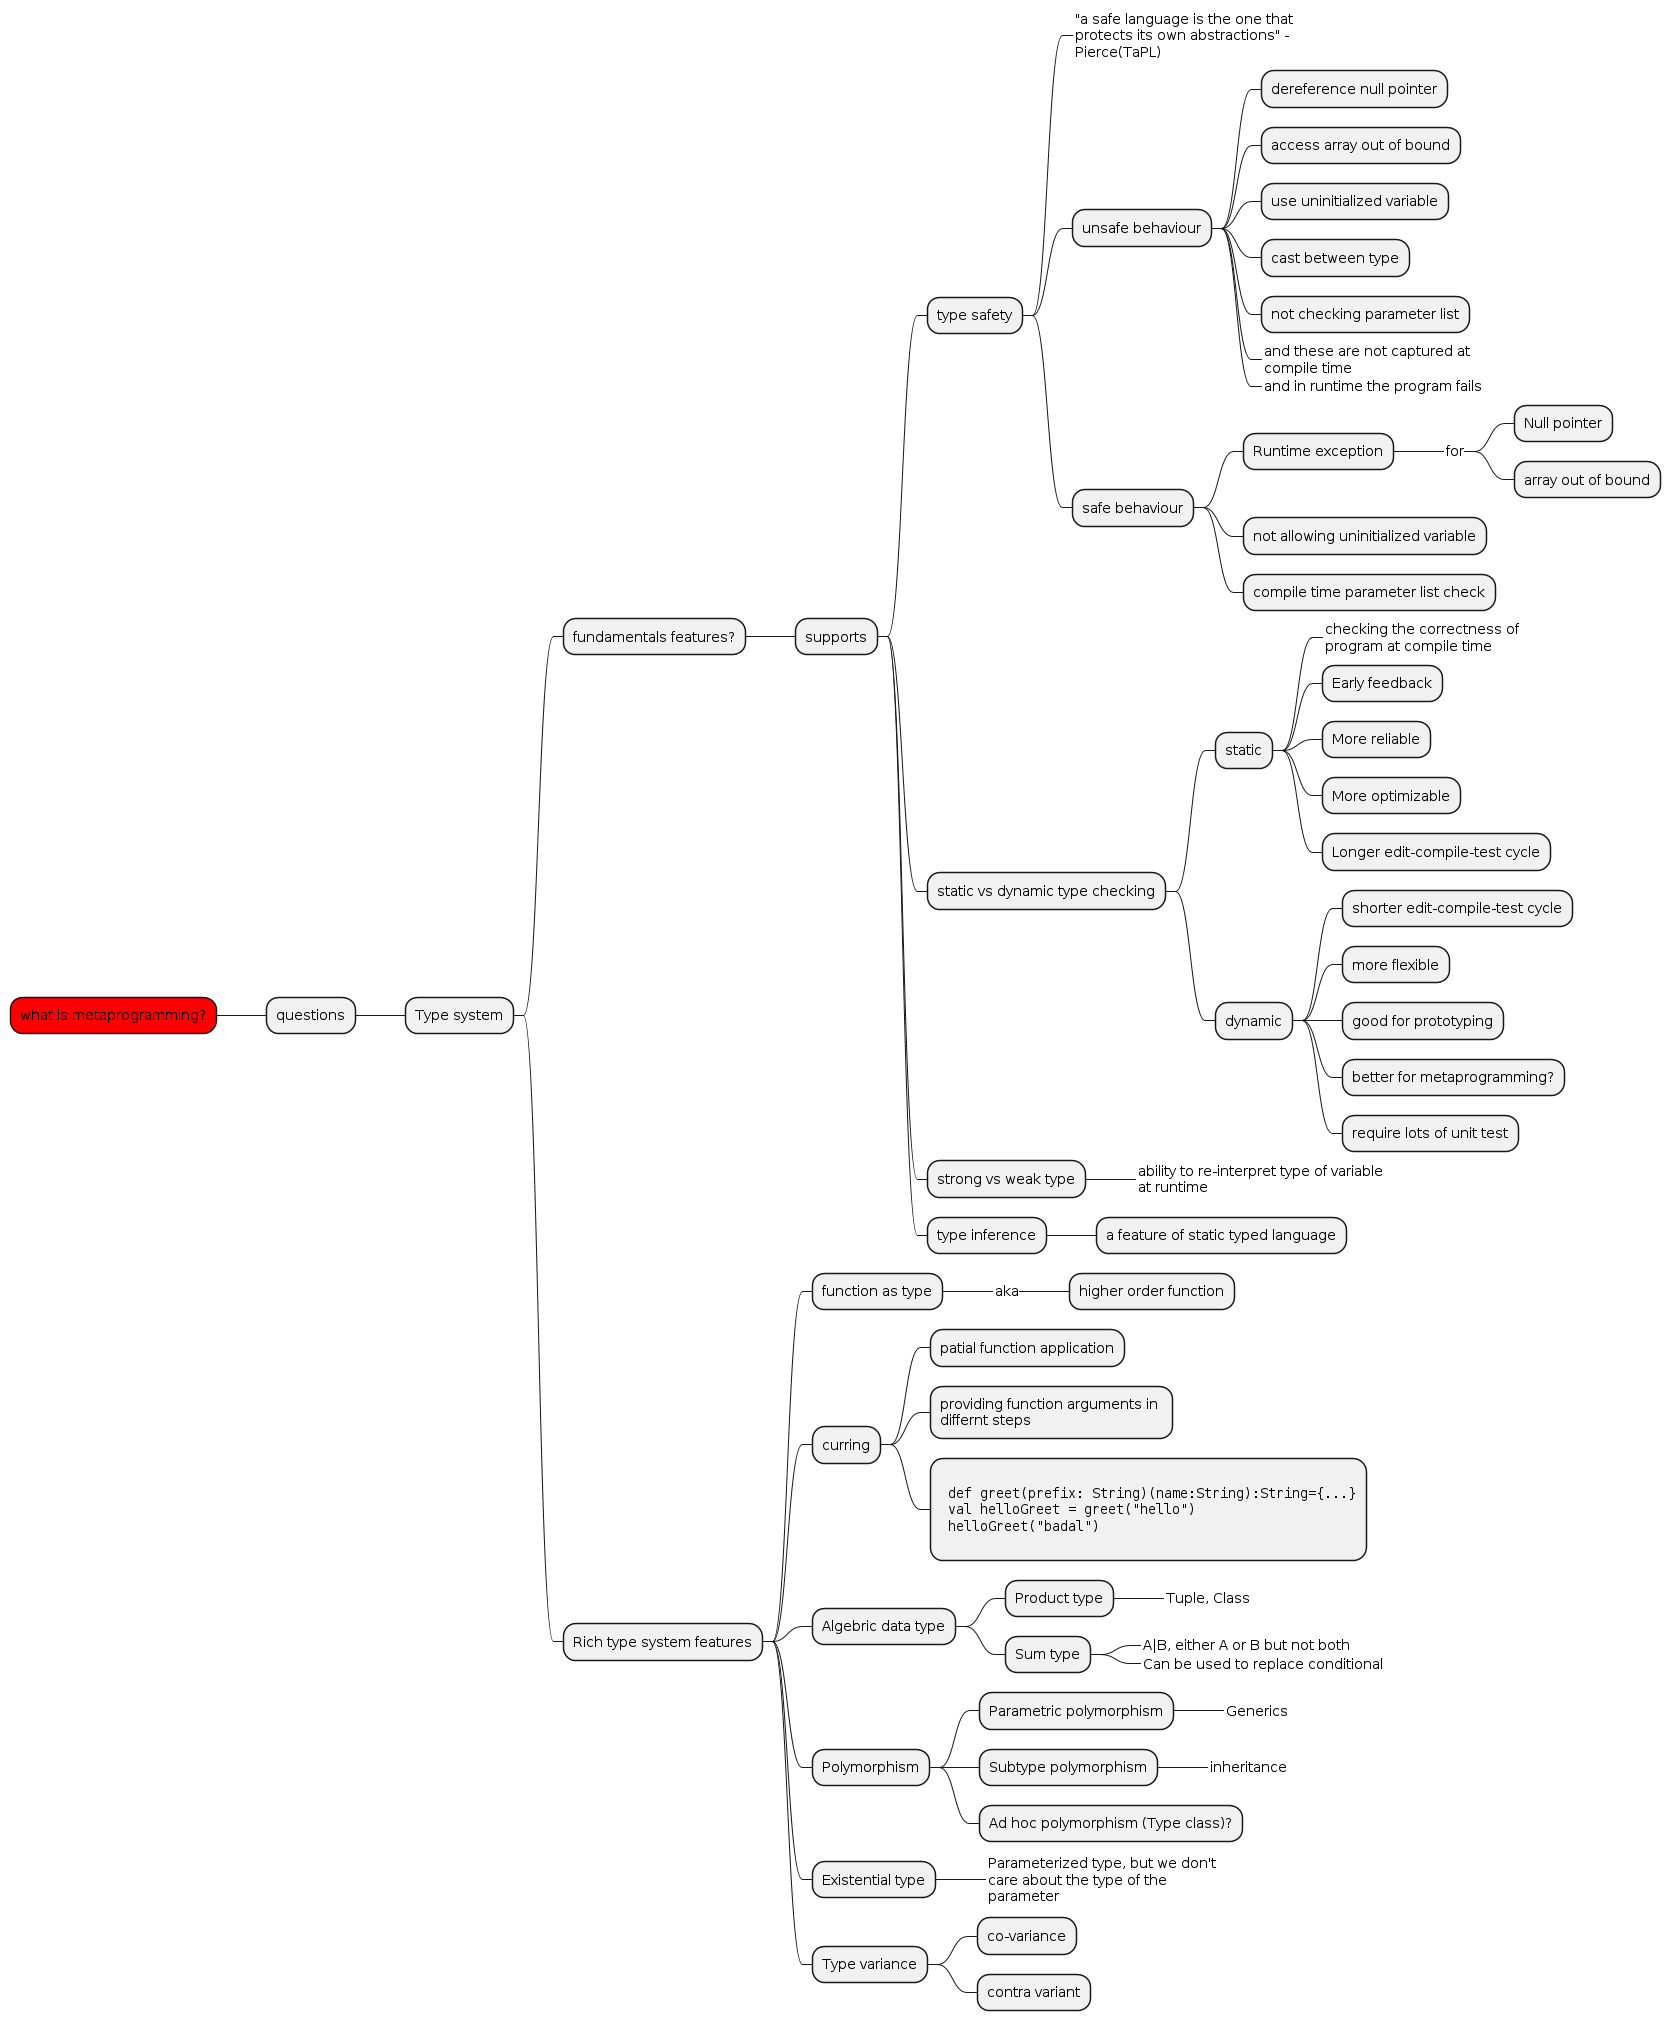 "a safe language is the one that
protects its own abstractions" -
Pierce(TaPL)
dereference null pointer
access array out of bound
use uninitialized variable
unsafe behaviour
cast between type
type safety
not checking parameter list
and these are not captured at
compile time
and in runtime the program fails
Null pointer
Runtime exception
for
array out of bound
safe behaviour
not allowing uninitialized variable
compile time parameter list check
fundamentals features?
supports
checking the correctness of
program at compile time
Early feedback
More reliable
static
More optimizable
Longer edit-compile-test cycle
static vs dynamic type checking
shorter edit-compile-test cycle
more flexible
what is metaprogramming?
questions
Type system
dynamic
good for prototyping
better for metaprogramming?
require lots of unit test
strong vs weak type
ability to re-interpret type of variable
at runtime
type inference
a feature of static typed language
function as type
aka
higher order function
patial function application
providing function arguments in
differnt steps
curring
def greet(prefix: String)(name:String):String={...}
val helloGreet = greet("hello")
helloGreet("badal")
Rich type system features
Algebric data type
Product type
Tuple, Class
Sum type
A|B, either A or B but not both
Can be used to replace conditional
Parametric polymorphism
Generics
Polymorphism
Subtype polymorphism
inheritance
Ad hoc polymorphism (Type class)?
Existential type
Parameterized type, but we don't
care about the type of the
parameter
co-variance
Type variance
contra variant